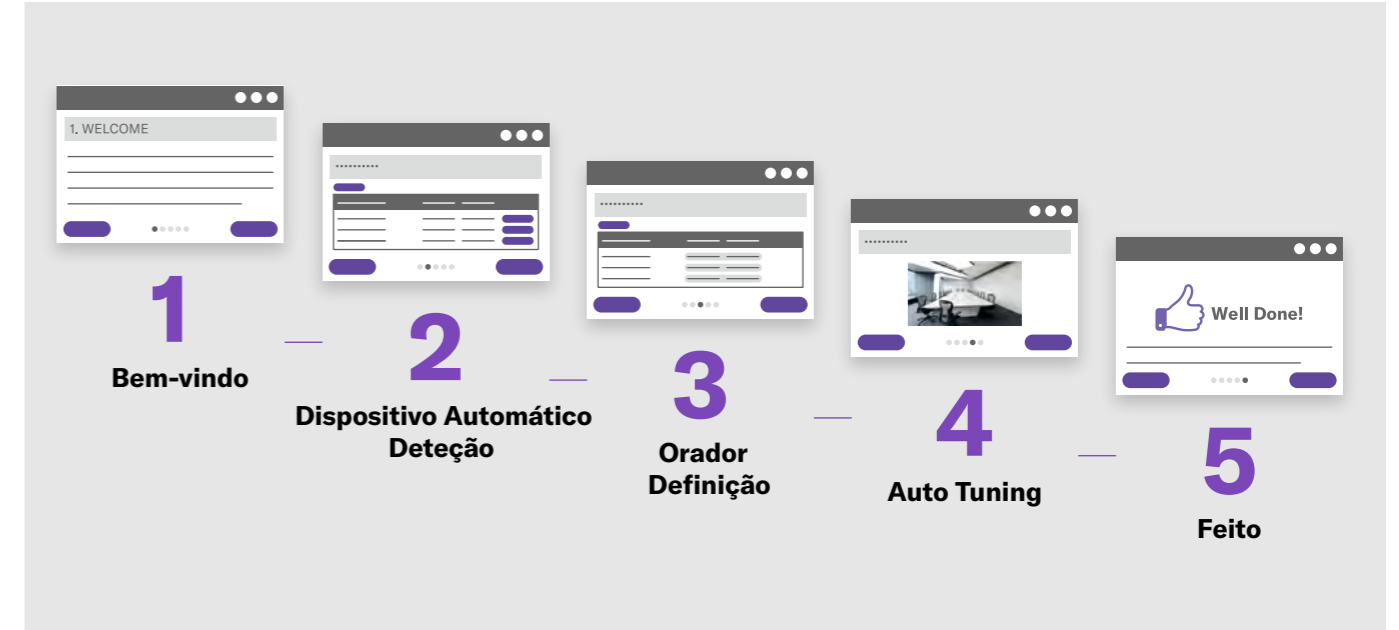 1. WELCOME
1
Bem-vindo
2
Dispositivo Automático
Deteção
3
Orador
Definição
4
Auto Tuning
Well Done!
5
Feito